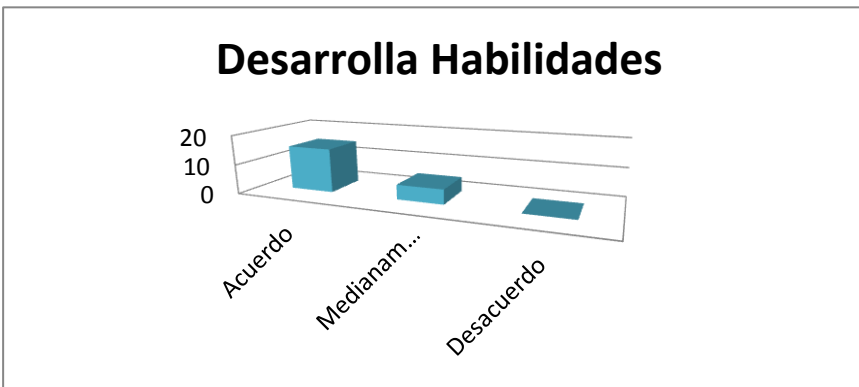 Desarrolla Habilidades
20
10
0
Acuerdo
Medianam...
Desacuerdo